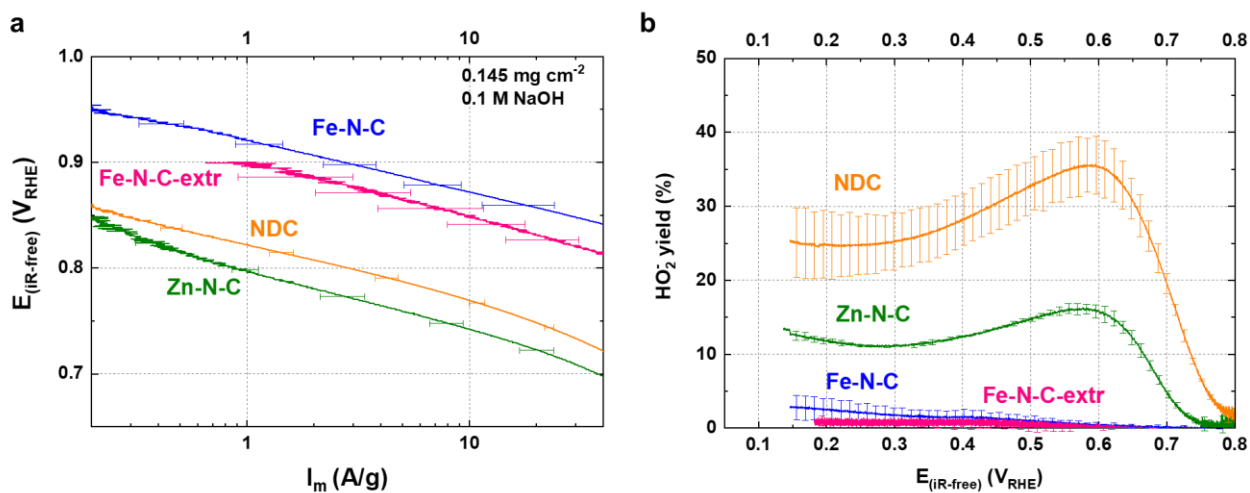 a
1 10
1.0
0.9
0.8
0.7
E(iR-free) (VRHE)
0.145 mg cm-2
0.1 M NaOH
Fe-N-C
Fe-N-C-extr
NDC
Zn-N-C
1 10
Im (A/g)
b
0.1 0.2 0.3 0.4 0.5 0.6 0.7 0.8
50
40
30
20
10
0
HO2- yield (%)
NDC
Zn-N-C
Fe-N-C
Fe-N-C-extr
0.1 0.2 0.3 0.4 0.5 0.6 0.7 0.8
E(iR-free) (VRHE)